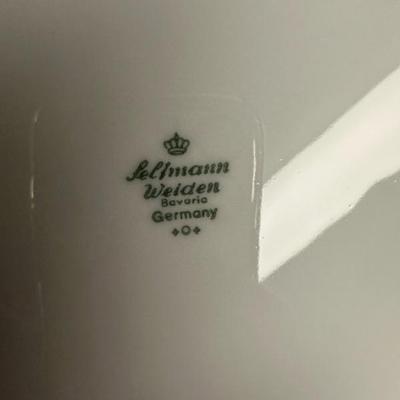 Seltmann
Weiden
Bavaria
Germany